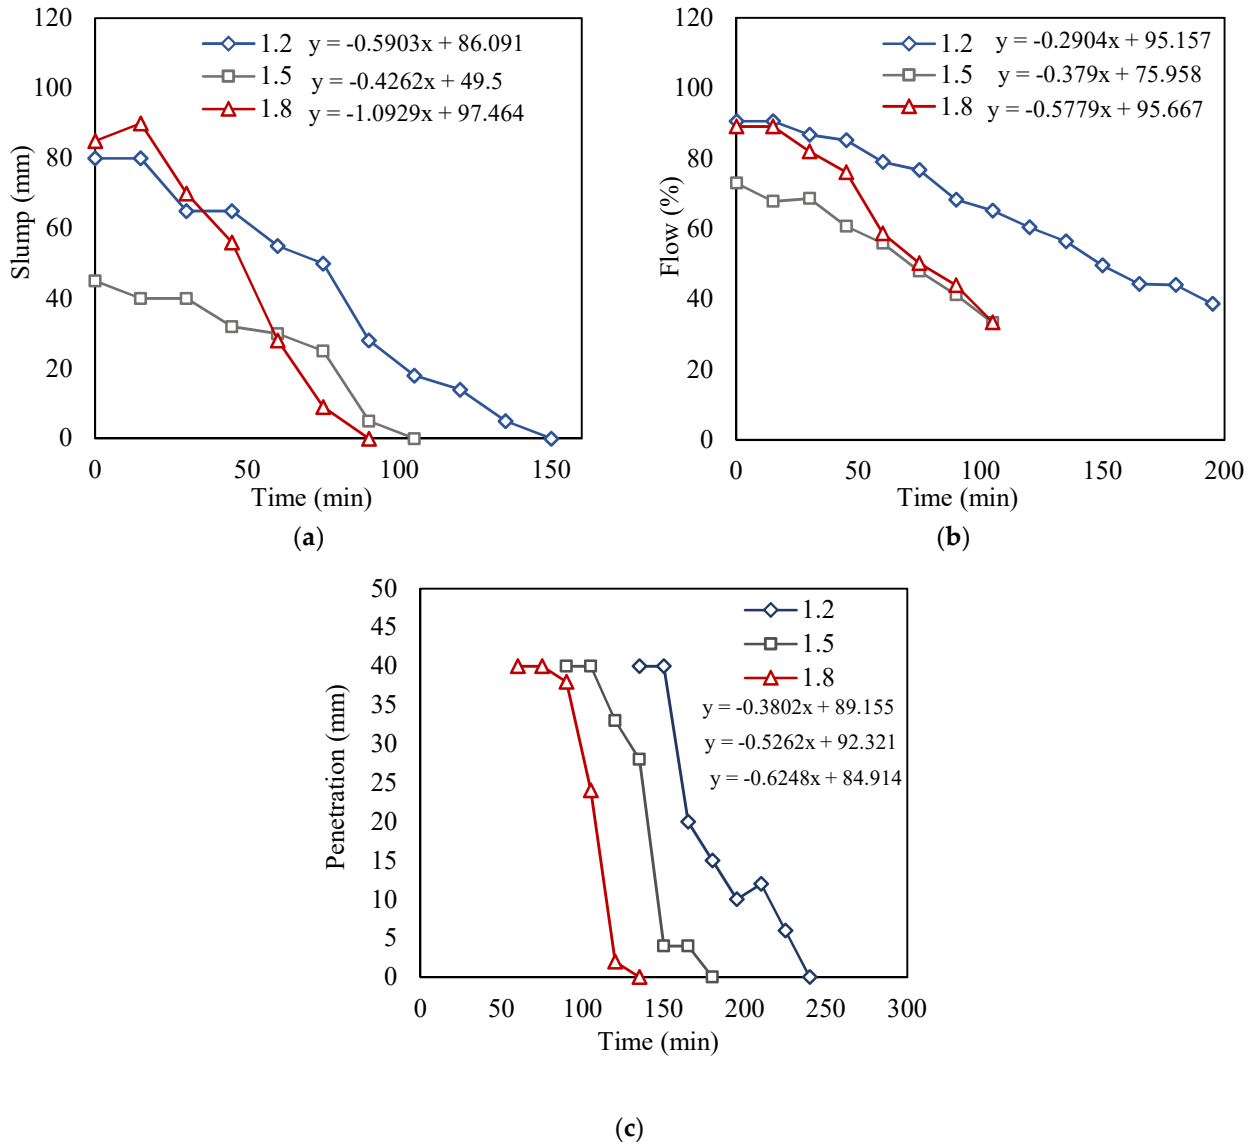 120
100
80
60
40
20
0
Slump (mm)
1.2 y = -0.5903x + 86.091
1.5 y = -0.4262x + 49.5
1.8 y = -1.0929x + 97.464
0 50 100 150
Time (min)
(a)
120
100
80
60
40
20
0
Flow (%)
1.2 y = -0.2904x + 95.157
1.5 y = -0.379x + 75.958
1.8 y = -0.5779x + 95.667
0 50 100 150 200
Time (min)
(b)
50
45
40
35
30
25
20
15
10
5
0
Penetration (mm)
1.2
1.5
1.8
y = -0.3802x + 89.155
y = -0.5262x + 92.321
y = -0.6248x + 84.914
0 50 100 150 200 250 300
Time (min)
(c)